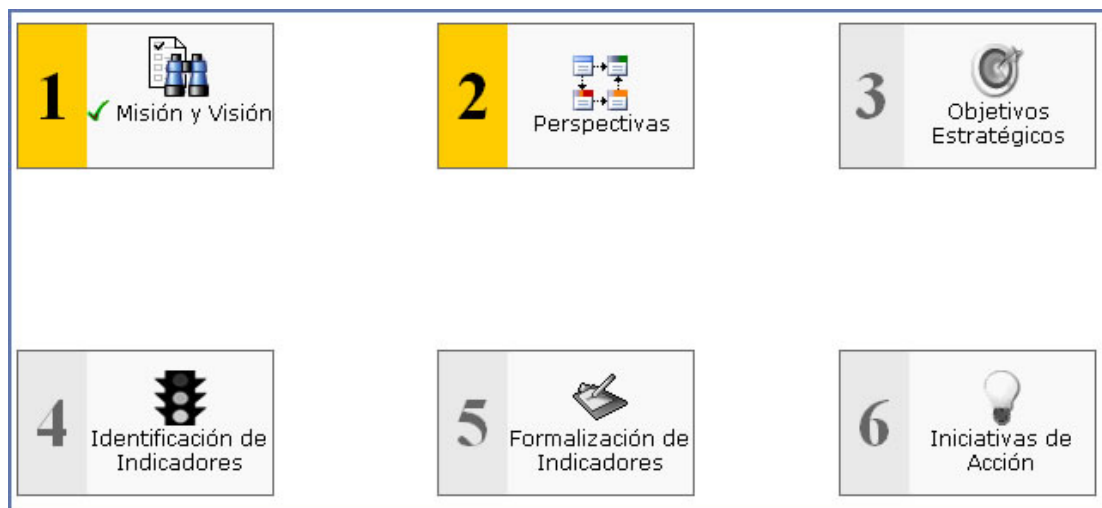 1
✓ Misión y Visión
2
Perspectivas
3
Objetivos
Estratégicos
4
Identificación de
Indicadores
5
Formalización de
Indicadores
6
Iniciativas de
Acción